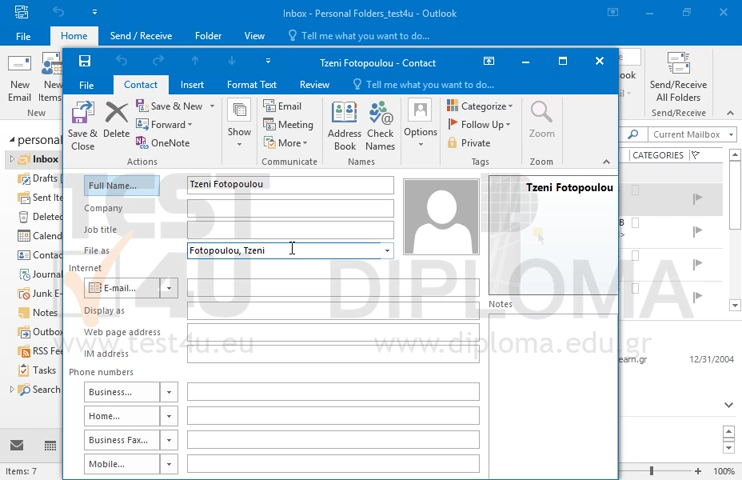 Inbox - Personal Folders_test4u - Outlook
File Home Send / Receive Folder View Tell me what you want to do...
New Email
New Items
Send/Receive All Folders
Send/Receive
Tzeni Fotopoulou - Contact
File Contact Insert Format Text Review Tell me what you want to do...
Save & Close
Delete
Save & New
Forward
OneNote
Actions
Show
Email
Meeting
More
Communicate
Address Book
Check Names
Names
Options
Categorize
Follow Up
Private
Tags
Zoom
Zoom
Current Mailbox
CATEGORIES
personal
Inbox
Drafts
Sent Ite
Deleted
Calend
Contac
Journal
Junk E-
Notes
Outbox
RSS Fee
Tasks
Search
Full Name... Tzeni Fotopoulou
Company
Job title
File as Fotopoulou, Tzeni
Internet
E-mail...
Display as
Web page address
IM address
Phone numbers
Business...
Home...
Business Fax...
Mobile...
Tzeni Fotopoulou
Notes
earn.gr 12/31/2004
Items: 7
100%
TEST
4U
DIPLOMA
www.test4u.eu
www.diploma.edu.gr